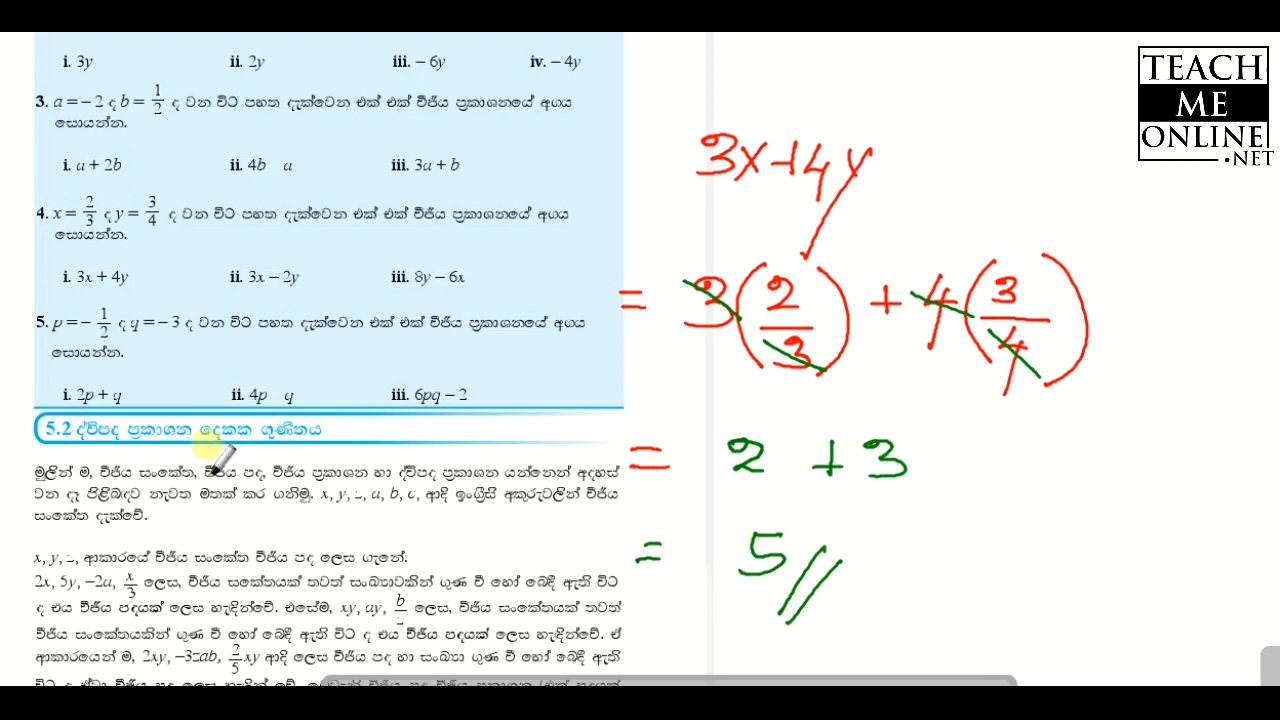 i. 3y ii. 2y iii. − 6y iv. − 4y
3. a = − 2 ද b = 1/2 ද වන විට පහත දැක්වෙන එක් එක් වීජීය ප්‍රකාශනයේ අගය
සොයන්න.
i. a + 2b ii. 4b a iii. 3a + b
4. x = 2/3 ද y = 3/4 ද වන විට පහත දැක්වෙන එක් එක් වීජීය ප්‍රකාශනයේ අගය
සොයන්න.
i. 3x + 4y ii. 3x − 2y iii. 8y − 6x
5. p = − 1/2 ද q = − 3 ද වන විට පහත දැක්වෙන එක් එක් වීජීය ප්‍රකාශනයේ අගය
සොයන්න.
i. 2p + q ii. 4p q iii. 6pq − 2
5.2 ද්විපද ප්‍රකාශන දෙකක ගුණිතය
මුලින් ම, වීජීය සංකේත, වීජීය පද, වීජීය ප්‍රකාශන හා ද්විපද ප්‍රකාශන යන්නෙන් අදහස්
වන දෑ පිළිබඳව නැවත මතක් කර ගනිමු. x, y, a, b, c, ආදි ඉංග්‍රීසි අකුරුවලින් වීජීය
සංකේත දැක්වේ.
x, y, ආකාරයේ වීජීය සංකේත වීජීය පද ලෙස ගැනේ.
2x, 5y, −2a, x/3 ලෙස, වීජීය සංකේතයක් තවත් සංඛ්‍යාවකින් ගුණ වී හෝ බෙදී ඇති විට
ද එය වීජීය පදයක් ලෙස හැඳින්වේ. එසේම, xy, ay, ලෙස, වීජීය සංකේතයක් තවත්
වීජීය සංකේතයකින් ගුණ වී හෝ බෙදී ඇති විට ද එය වීජීය පදයක් ලෙස හැඳින්වේ. ඒ
ආකාරයෙන් ම, 2xy, ආදි ලෙස වීජීය පද හා සංඛ්‍යා ගුණ වී හෝ බෙදී ඇති
3x + 4y
= 3(2/3) + 4(3/4)
= 2 + 3
= 5//
TEACH
ME
ONLINE
.NET